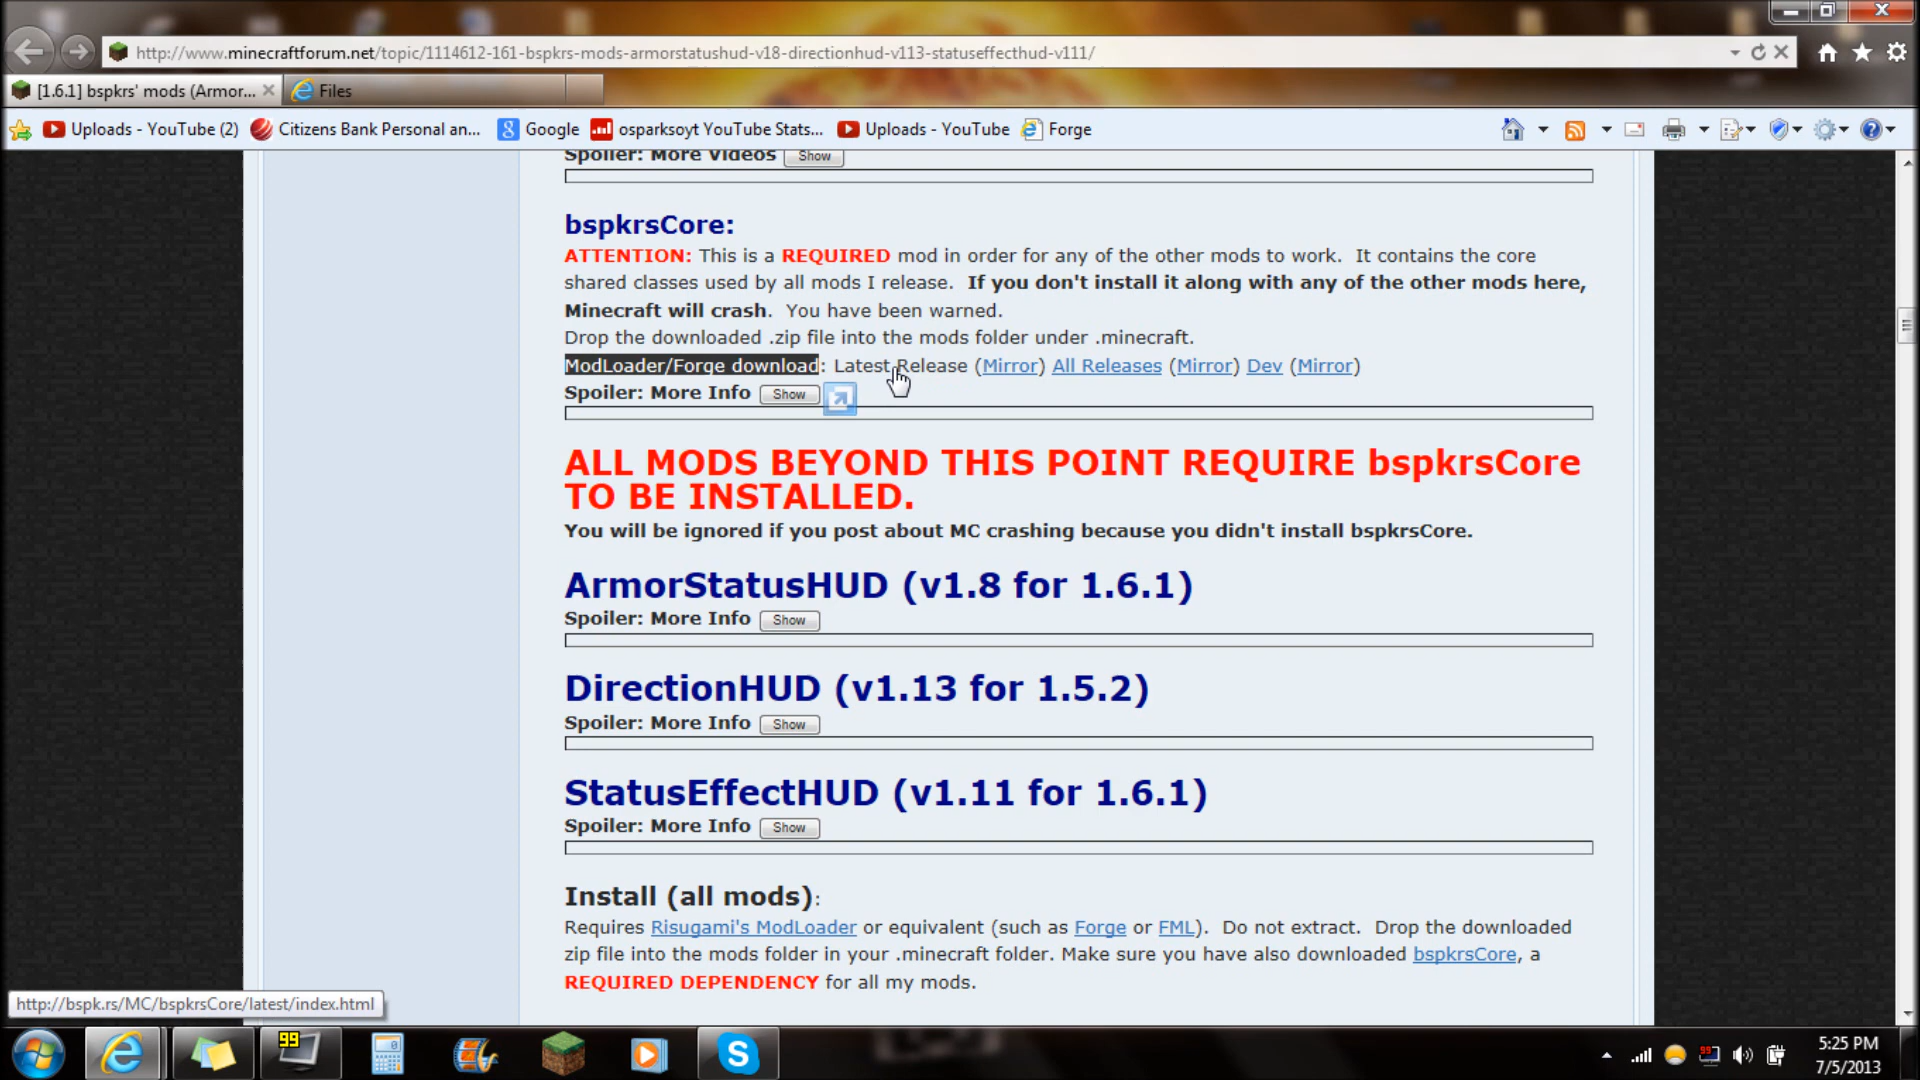 http://www.minecraftforum.net/topic/1114612-161-bspkrs-mods-armorstatushud-v18-directionhud-v113-statuseffecthud-v111/
[1.6.1] bspkrs' mods (Armor...
Files
Uploads - YouTube (2)
Citizens Bank Personal an...
Google
osparksoyt YouTube Stats...
Uploads - YouTube
Forge
Spoiler: More Videos Show
bspkrsCore:
ATTENTION: This is a REQUIRED mod in order for any of the other mods to work. It contains the core
shared classes used by all mods I release. If you don't install it along with any of the other mods here,
Minecraft will crash. You have been warned.
Drop the downloaded .zip file into the mods folder under .minecraft.
ModLoader/Forge download: Latest Release (Mirror) All Releases (Mirror) Dev (Mirror)
Spoiler: More Info Show
ALL MODS BEYOND THIS POINT REQUIRE bspkrsCore
TO BE INSTALLED.
You will be ignored if you post about MC crashing because you didn't install bspkrsCore.
ArmorStatusHUD (v1.8 for 1.6.1)
Spoiler: More Info Show
DirectionHUD (v1.13 for 1.5.2)
Spoiler: More Info Show
StatusEffectHUD (v1.11 for 1.6.1)
Spoiler: More Info Show
Install (all mods):
Requires Risugami's ModLoader or equivalent (such as Forge or FML). Do not extract. Drop the downloaded
zip file into the mods folder in your .minecraft folder. Make sure you have also downloaded bspkrsCore, a
REQUIRED DEPENDENCY for all my mods.
http://bspk.rs/MC/bspkrsCore/latest/index.html
99
99
5:25 PM
7/5/2013